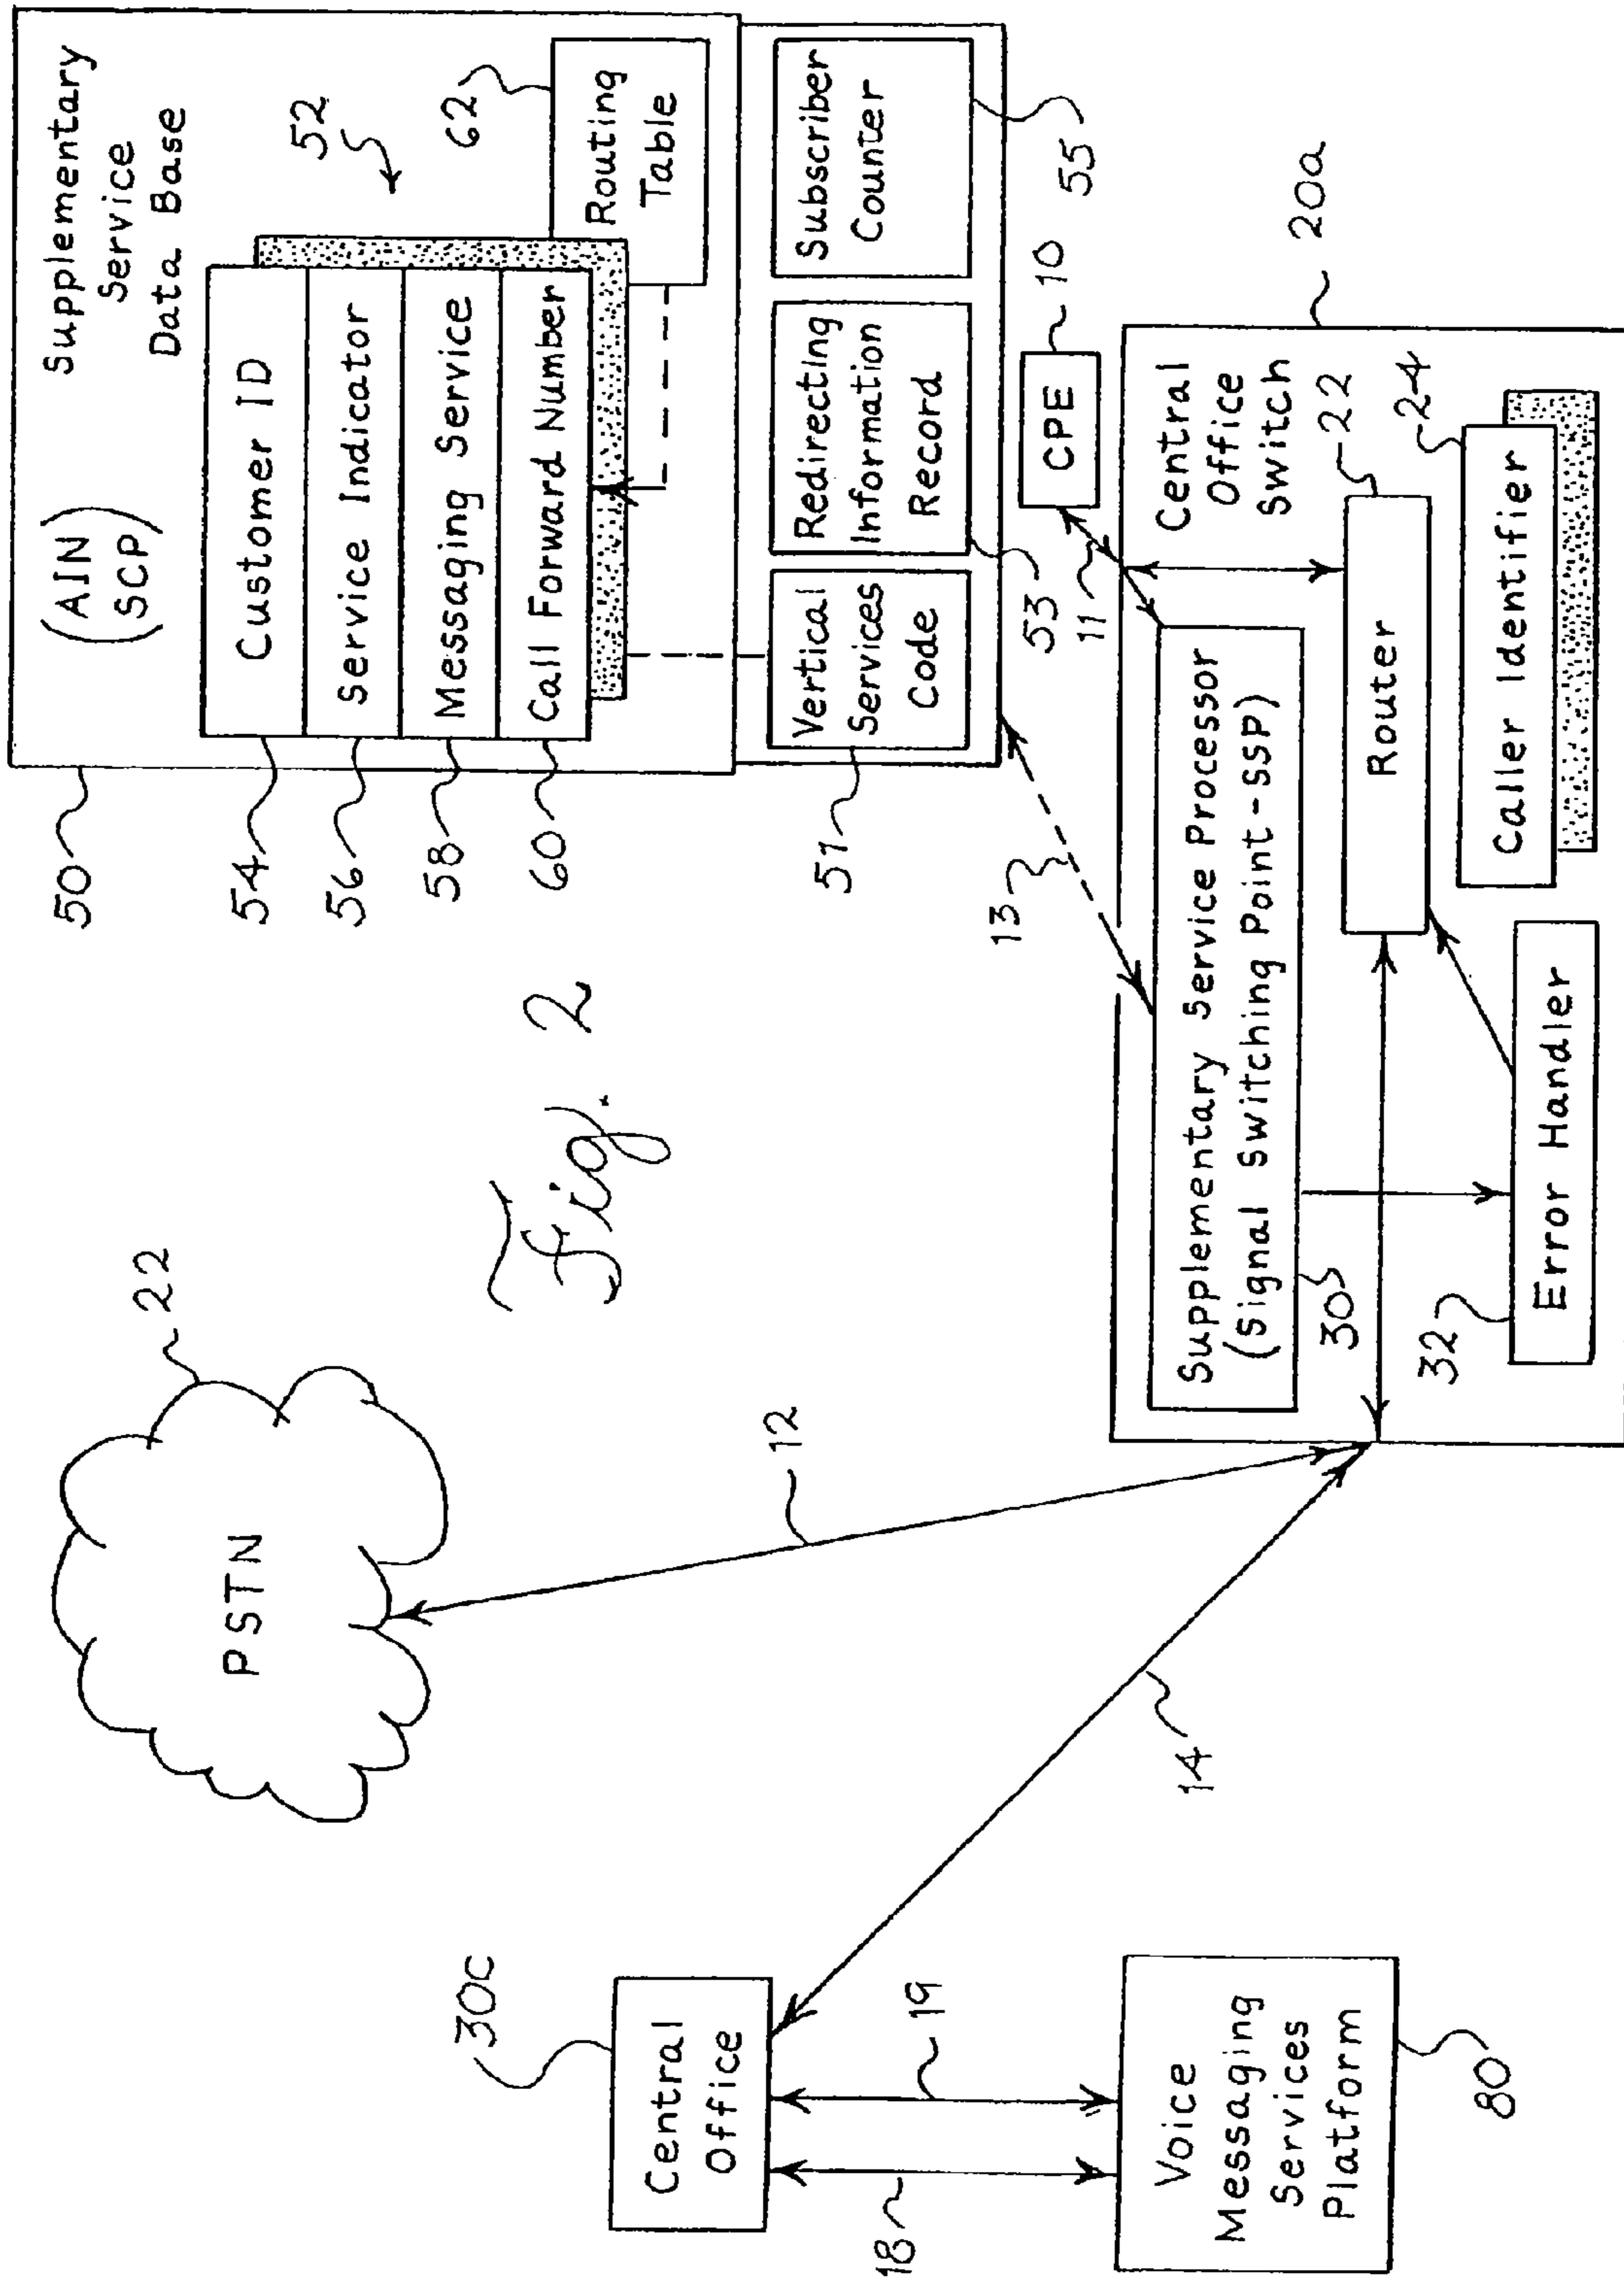 Supplementary
Service
Data Base
(AIN
SCP)
50
52
54
Customer ID
56
Service Indicator
58
Messaging Service
60
Call Forward Number
62
Routing
Table
51
Vertical
Services
Code
Redirecting
Information
Record
53
Subscriber
Counter
55
Fig. 2
PSTN
22
12
13
11
CPE
10
20a
Central
Office
Switch
Supplementary Service Processor
(Signal Switching Point-SSP)
30
22
Router
24
Caller Identifier
32
Error Handler
14
30c
Central
Office
18
19
Voice
Messaging
Services
Platform
80